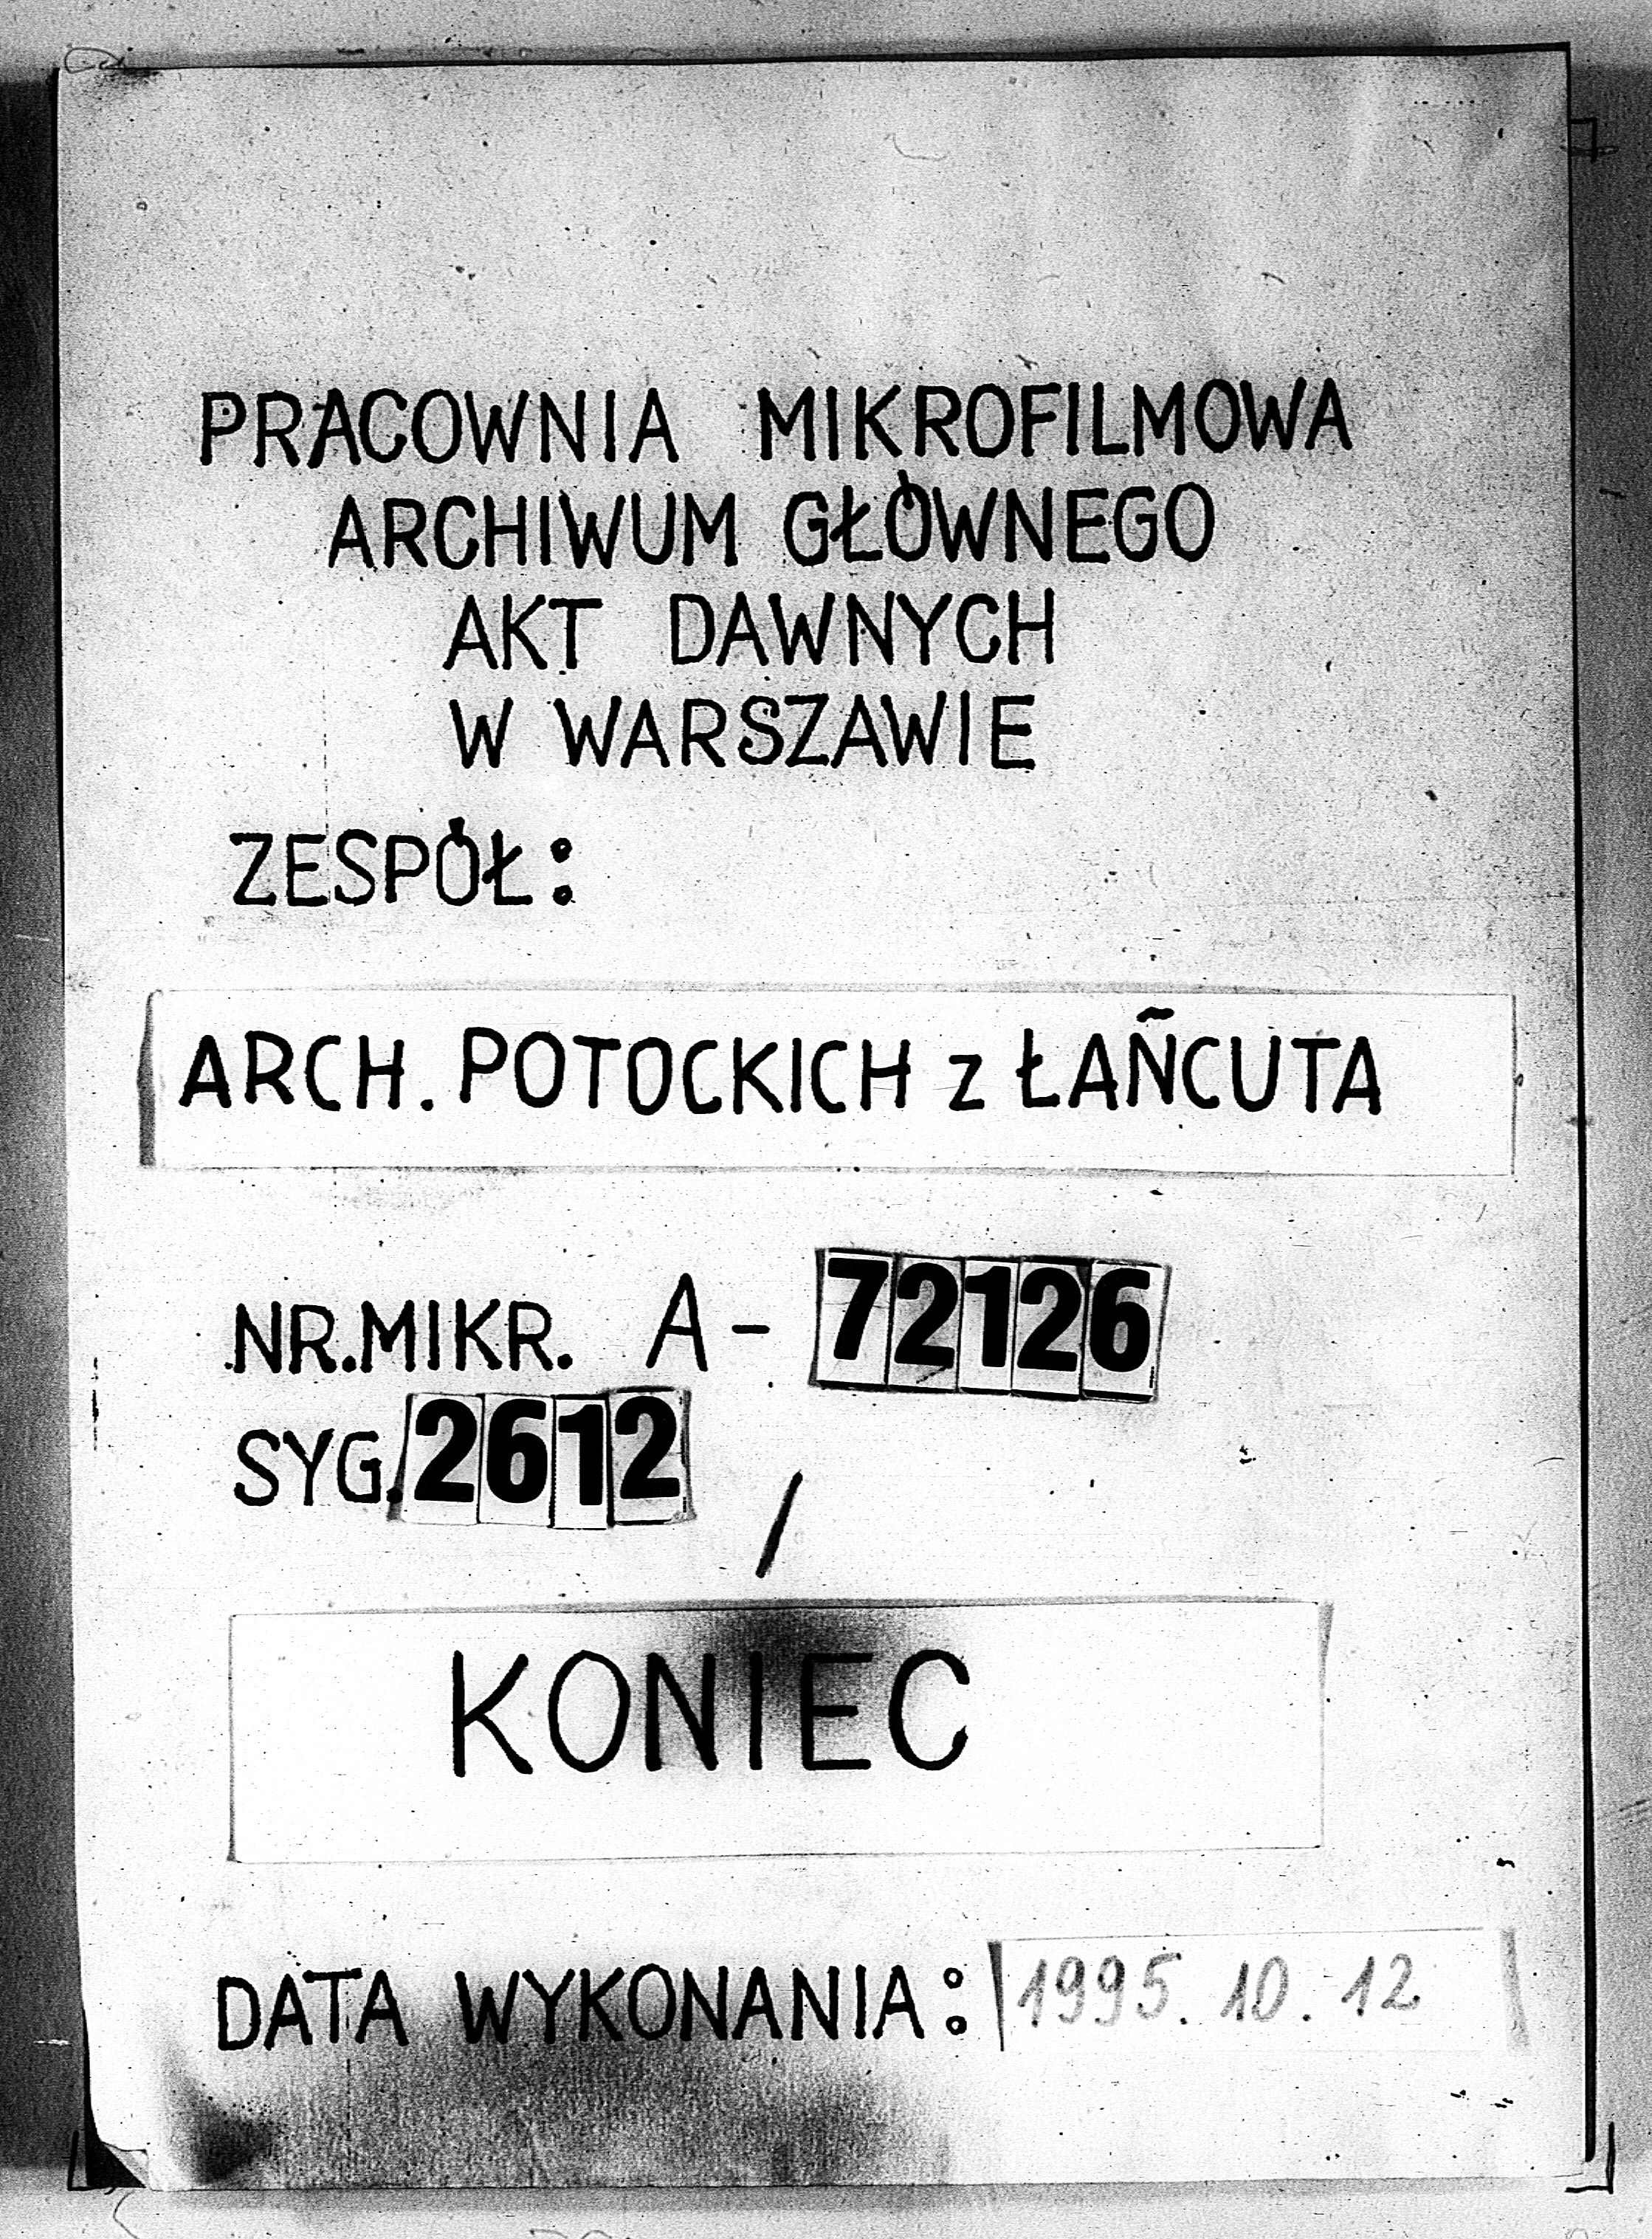 PRACOWNIA MIKROFILMOWA
ARCHIWUM GŁÓWNEGO
AKT DAWNYCH
W WARSZAWIE
ZESPÓŁ:
ARCH. POTOCKICH z ŁAŃCUTA
NR.MIKR. A-72126
SYG.2612
/
KONIEC
DATA WYKONANIA: 1995.10.12